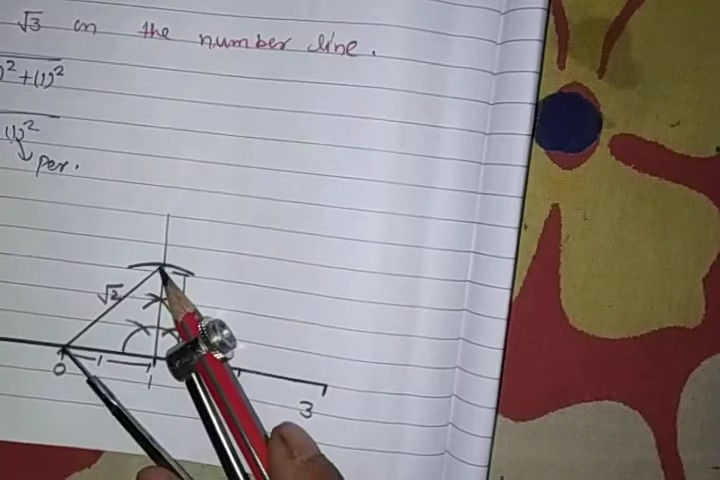 √3 on the number line.
)² + (1)²
(1)²
per.
√2
1
0 1 3